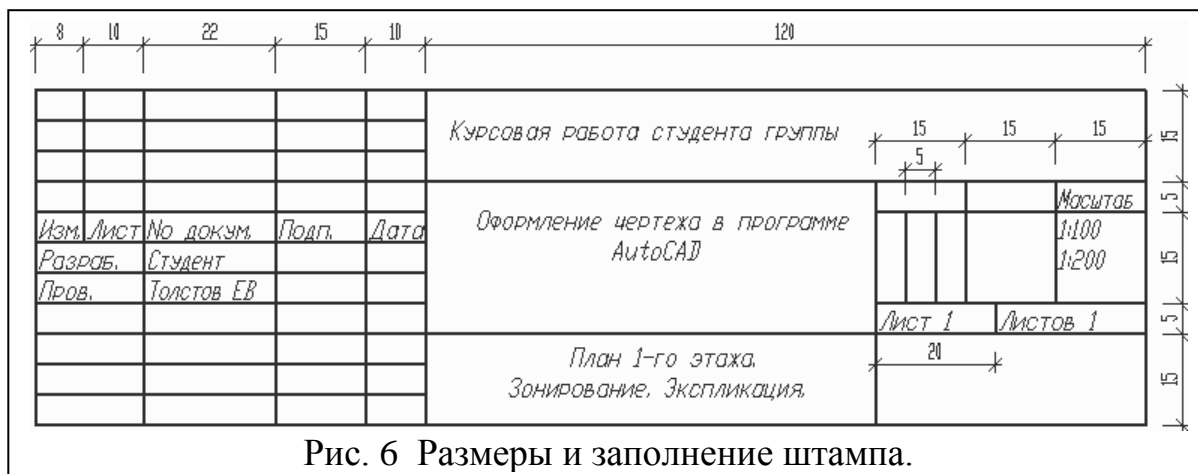 8 10 22 15 10 120
Курсовая работа студента группы
15 15 15
5
15
5
15
5
15
Масштаб
Изм. Лист No докум. Подп. Дата
Оформление чертежа в программе
AutoCAD
1:100
1:200
Разраб. Студент
Пров. Толстов ЕВ
Лист 1 Листов 1
20
План 1-го этажа.
Зонирование. Экспликация.
Рис. 6 Размеры и заполнение штампа.